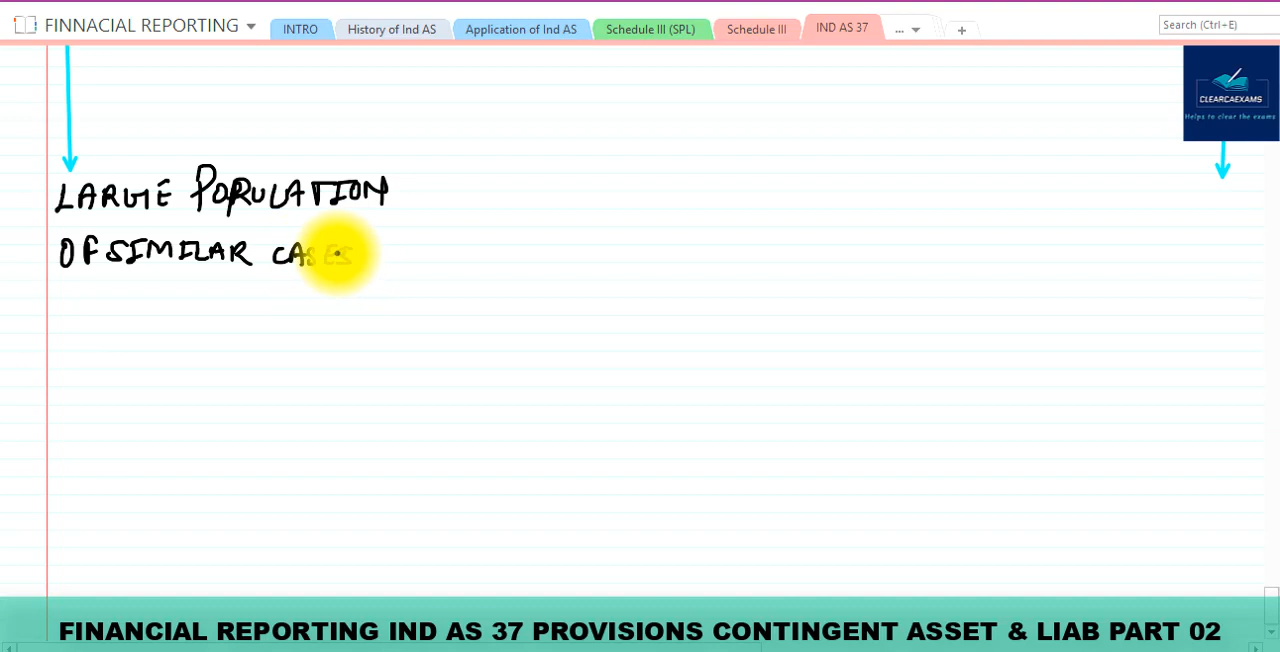 FINNACIAL REPORTING
INTRO
History of Ind AS
Application of Ind AS
Schedule III (SPL)
Schedule III
IND AS 37
...
Search (Ctrl+E)
CLEARCAEXAMS
Helps to clear the exams
LARGE POPULATION
OF SIMILAR CASES
FINANCIAL REPORTING IND AS 37 PROVISIONS CONTINGENT ASSET & LIAB PART 02